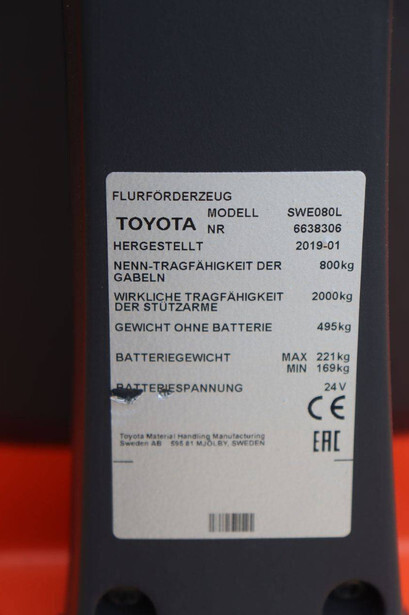 FLURFÖRDERZEUG
TOYOTA MODELL SWE080L
NR 6638306
HERGESTELLT 2019-01
NENN-TRAGFÄHIGKEIT DER GABELN 800kg
WIRKLICHE TRAGFÄHIGKEIT DER STÜTZARME 2000kg
GEWICHT OHNE BATTERIE 495kg
BATTERIEGEWICHT MAX 221kg
MIN 169kg
BATTERIESPANNUNG 24V
CE
EAC
Toyota Material Handling Manufacturing
Sweden AB 595 81 MJÖLBY, SWEDEN